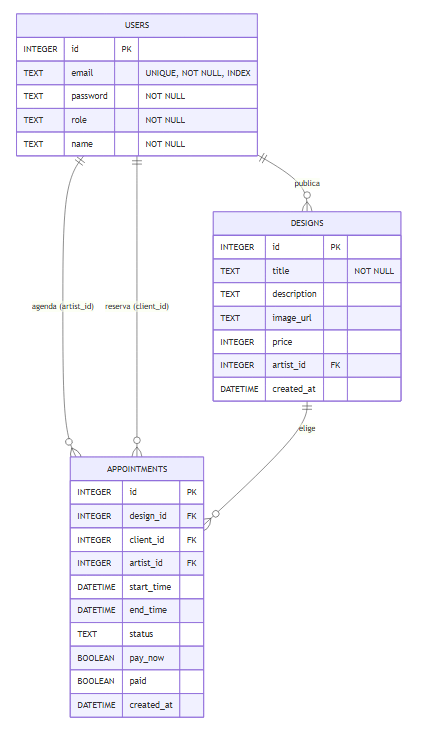 USERS
INTEGER id PK
TEXT email UNIQUE, NOT NULL, INDEX
TEXT password NOT NULL
TEXT role NOT NULL
TEXT name NOT NULL
publica
DESIGNS
INTEGER id PK
TEXT title NOT NULL
TEXT description
TEXT image_url
INTEGER price
INTEGER artist_id FK
DATETIME created_at
agenda (artist_id)
reserva (client_id)
elige
APPOINTMENTS
INTEGER id PK
INTEGER design_id FK
INTEGER client_id FK
INTEGER artist_id FK
DATETIME start_time
DATETIME end_time
TEXT status
BOOLEAN pay_now
BOOLEAN paid
DATETIME created_at